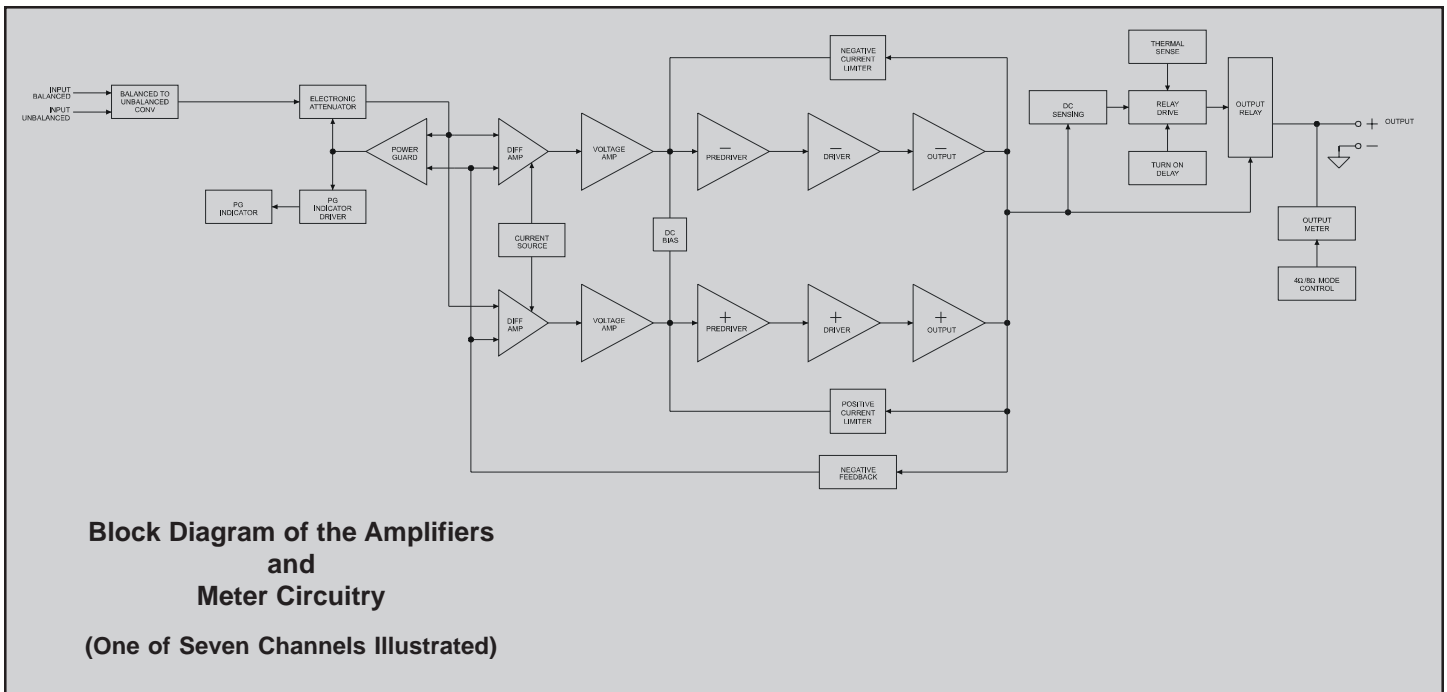 NEGATIVE
CURRENT
LIMITER
THERMAL
SENSE
INPUT
BALANCED
INPUT
UNBALANCED
BALANCED TO
UNBALANCED
CONV
ELECTRONIC
ATTENUATOR
POWER
GUARD
DIFF
AMP
VOLTAGE
AMP
−
PREDRIVER
−
DRIVER
−
OUTPUT
DC
SENSING
RELAY
DRIVE
OUTPUT
RELAY
+ OUTPUT
−
TURN ON
DELAY
PG
INDICATOR
PG
INDICATOR
DRIVER
CURRENT
SOURCE
DC
BIAS
OUTPUT
METER
4Ω/8Ω MODE
CONTROL
DIFF
AMP
VOLTAGE
AMP
+
PREDRIVER
+
DRIVER
+
OUTPUT
POSITIVE
CURRENT
LIMITER
NEGATIVE
FEEDBACK
Block Diagram of the Amplifiers
and
Meter Circuitry
(One of Seven Channels Illustrated)